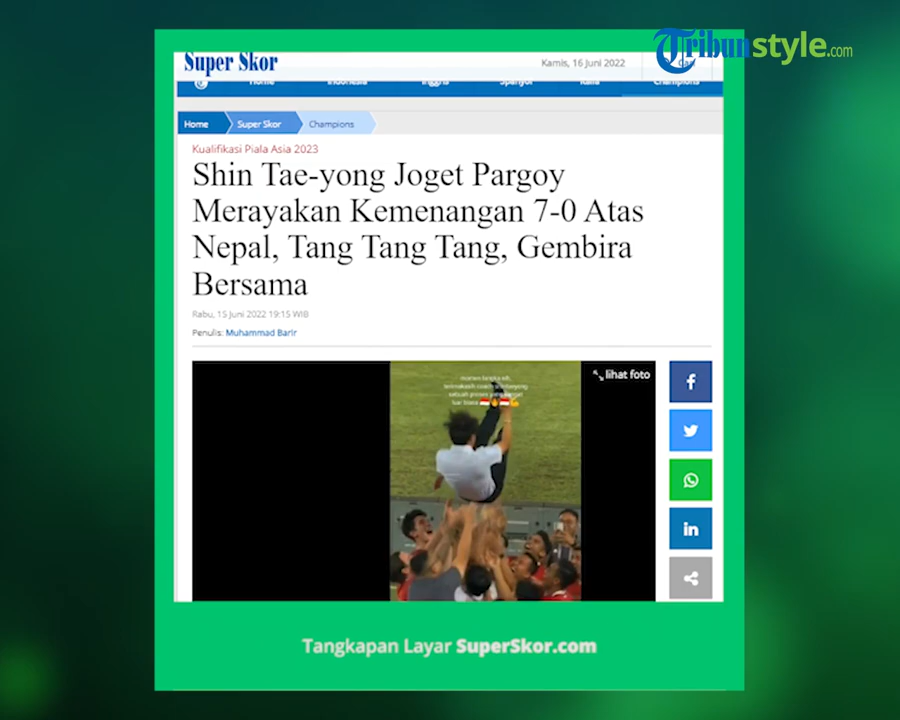 Tribunstyle.com
Super Skor
Kamis, 16 Juni 2022
Home Indonesia Inggris Spanyol Italia Champions
Home Super Skor Champions
Kualifikasi Piala Asia 2023
Shin Tae-yong Joget Pargoy
Merayakan Kemenangan 7-0 Atas
Nepal, Tang Tang Tang, Gembira
Bersama
Rabu, 15 Juni 2022 19:15 WIB
Penulis: Muhammad Barir
lihat foto
Tangkapan Layar SuperSkor.com